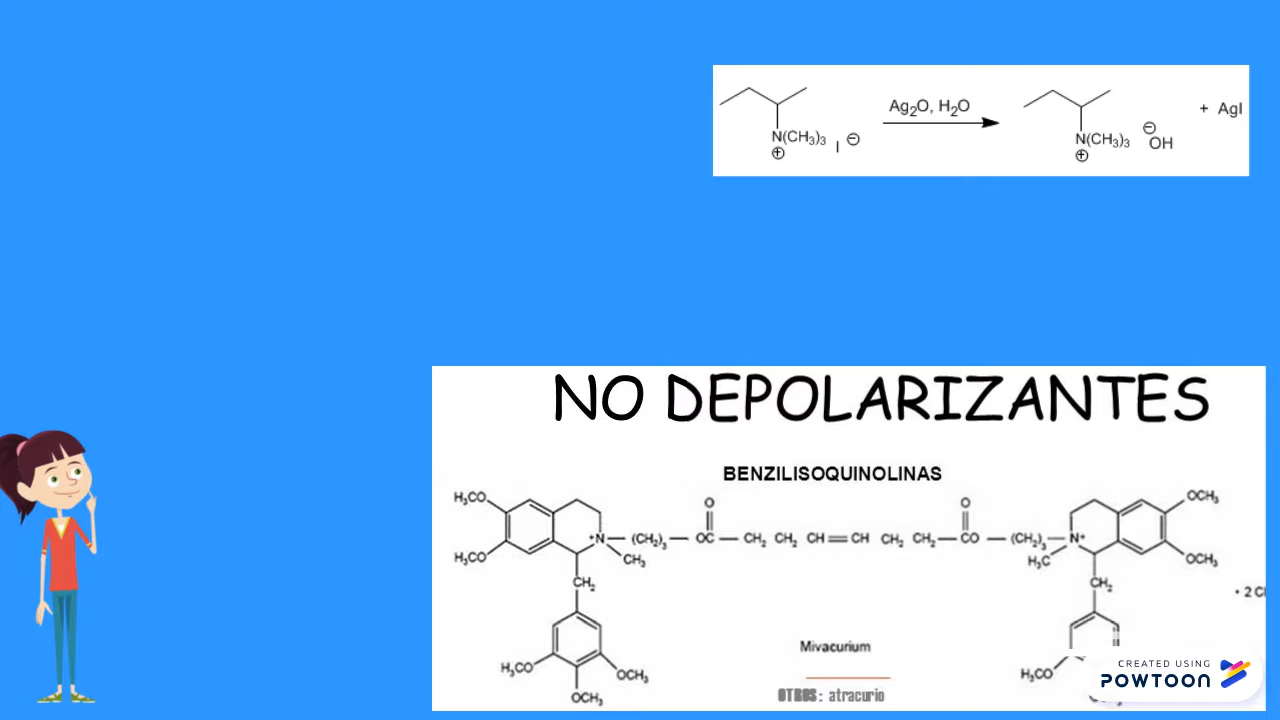 Ag2O, H2O
+ AgI
N(CH3)3 I ⊖
⊕
N(CH3)3 ⊖OH
⊕
NO DEPOLARIZANTES
BENZILISOQUINOLINAS
H3CO
O
O
OCH3
+N — (CH2)3 — OC — CH2 CH2 CH=CH CH2 CH2 — CO — (CH2)3 — N+
H3CO
CH3
H3C
OCH3
CH2
CH2
• 2 Cl
Mivacurium
H3CO
OCH3
H3CO
OCH3
OTROS: atracurio
CREATED USING
POWTOON